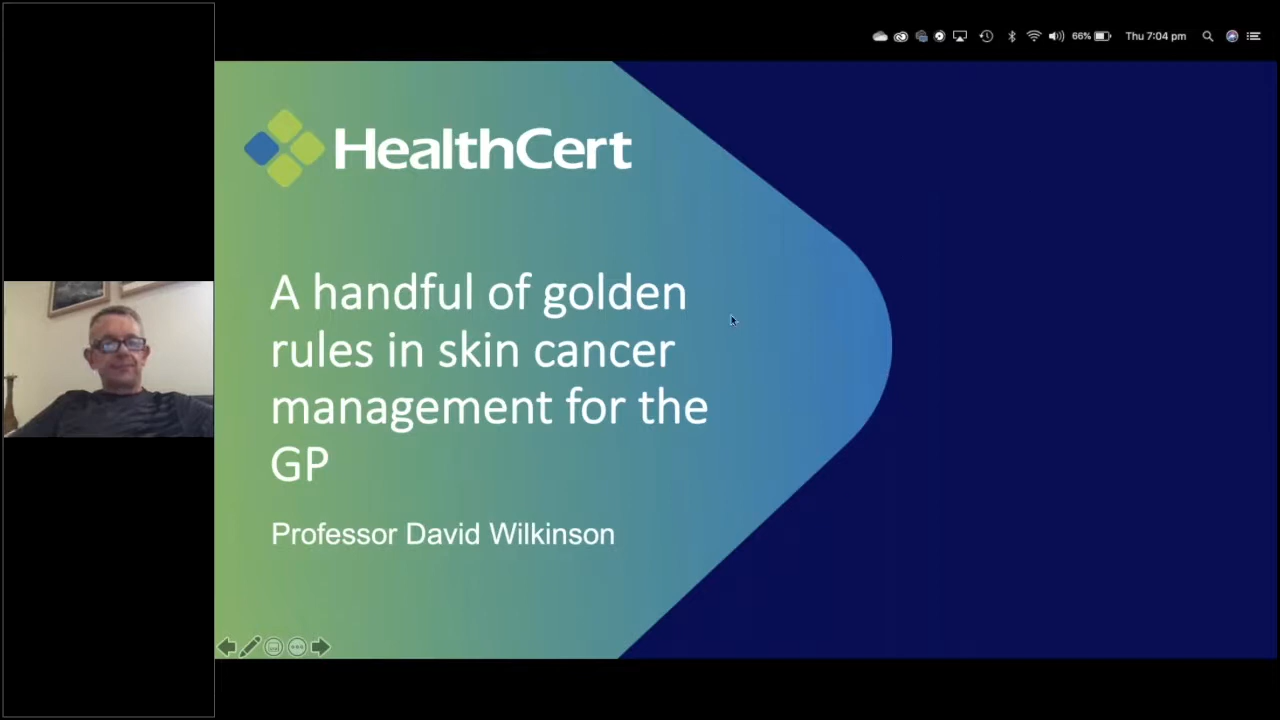 66% Thu 7:04 pm
HealthCert
A handful of golden
rules in skin cancer
management for the
GP
Professor David Wilkinson